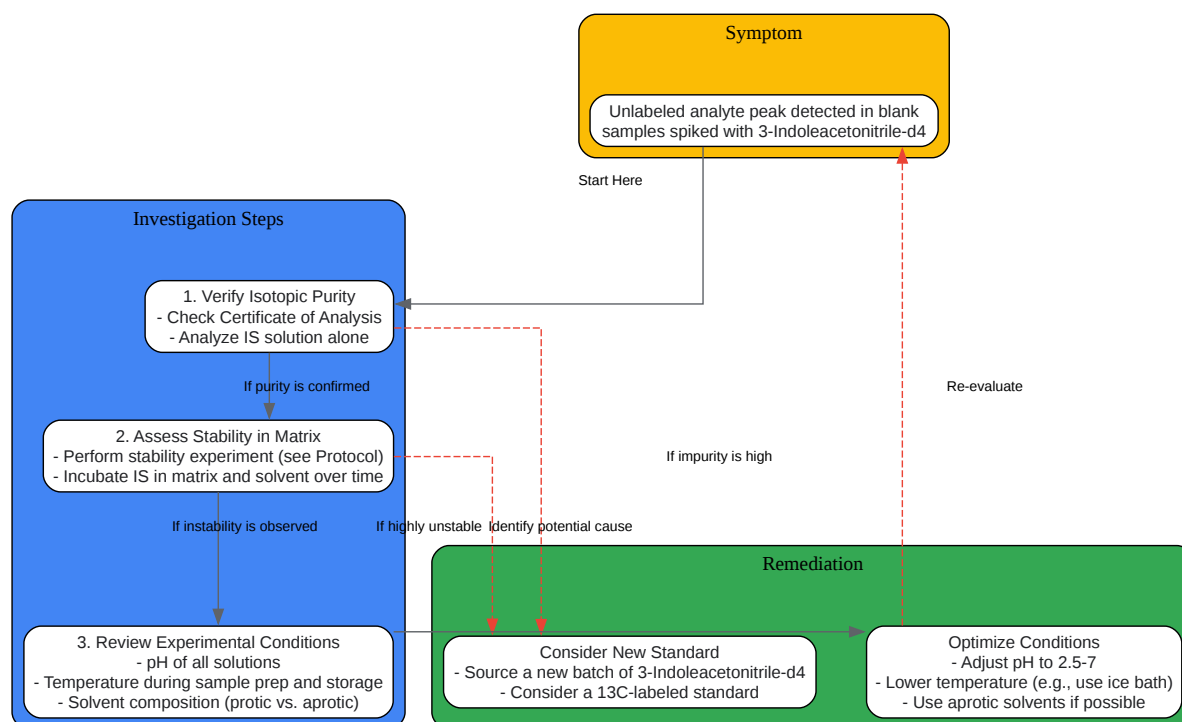 Symptom
Unlabeled analyte peak detected in blank
samples spiked with 3-Indoleacetonitrile-d4
Start Here
Investigation Steps
1. Verify Isotopic Purity
- Check Certificate of Analysis
- Analyze IS solution alone
If purity is confirmed
Re-evaluate
2. Assess Stability in Matrix
- Perform stability experiment (see Protocol)
- Incubate IS in matrix and solvent over time
If impurity is high
If instability is observed
If highly unstable
Identify potential cause
Remediation
3. Review Experimental Conditions
- pH of all solutions
- Temperature during sample prep and storage
- Solvent composition (protic vs. aprotic)
Consider New Standard
- Source a new batch of 3-Indoleacetonitrile-d4
- Consider a 13C-labeled standard
Optimize Conditions
- Adjust pH to 2.5-7
- Lower temperature (e.g., use ice bath)
- Use aprotic solvents if possible